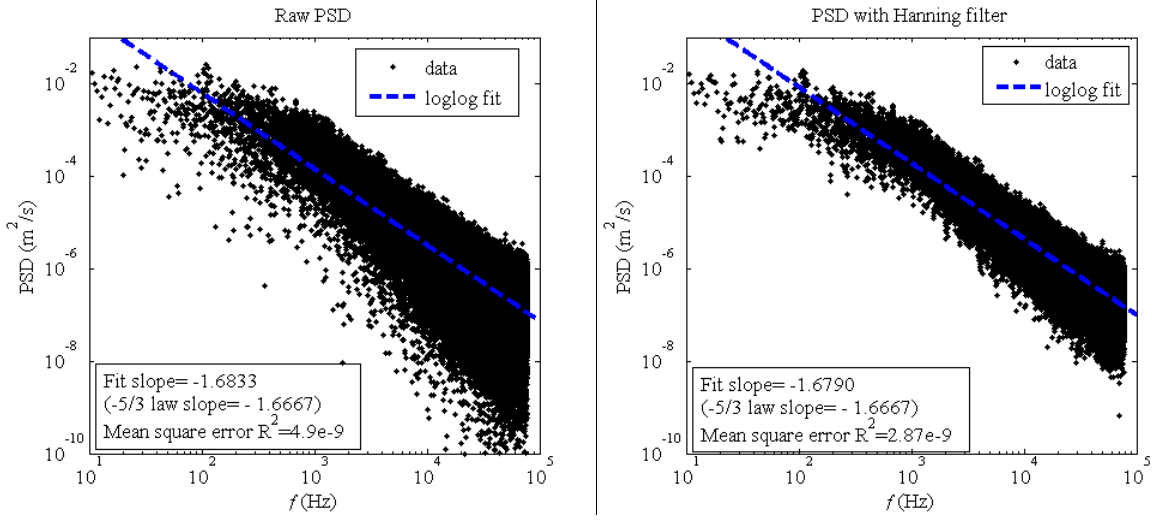 Raw PSD
data
loglog fit
PSD (m²/s)
10⁻²
10⁻⁴
10⁻⁶
10⁻⁸
10⁻¹⁰
Fit slope= -1.6833
(-5/3 law slope= - 1.6667)
Mean square error R²=4.9e-9
10¹ 10² 10³ 10⁴ 10⁵
f (Hz)
PSD with Hanning filter
data
loglog fit
PSD (m²/s)
10⁻²
10⁻⁴
10⁻⁶
10⁻⁸
10⁻¹⁰
Fit slope= -1.6790
(-5/3 law slope= - 1.6667)
Mean square error R²=2.87e-9
10¹ 10² 10³ 10⁴ 10⁵
f (Hz)